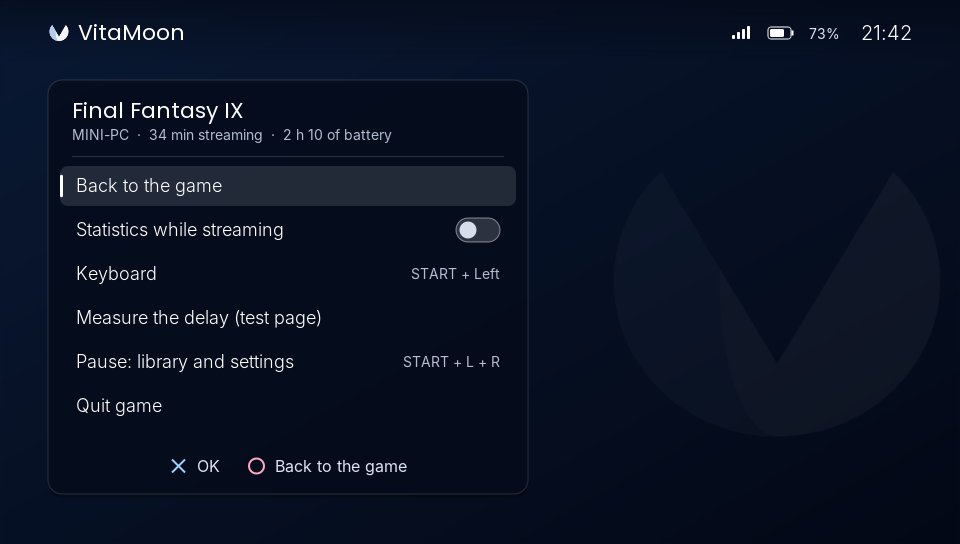 VitaMoon
73% 21:42
Final Fantasy IX
MINI-PC · 34 min streaming · 2 h 10 of battery
Back to the game
Statistics while streaming
Keyboard START + Left
Measure the delay (test page)
Pause: library and settings START + L + R
Quit game
OK Back to the game